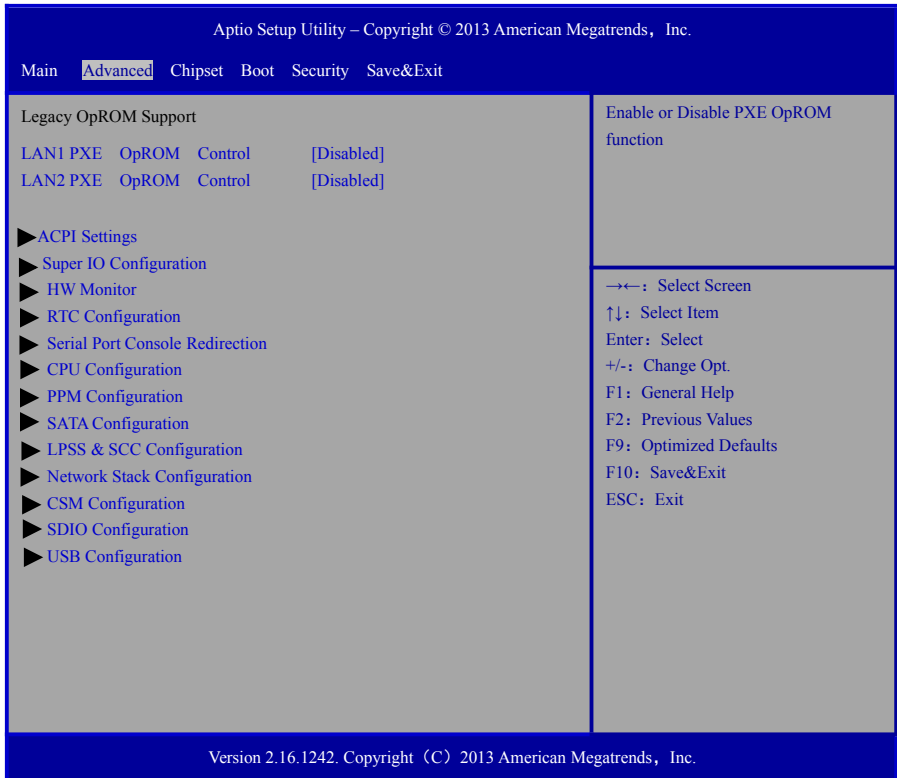 Aptio Setup Utility – Copyright © 2013 American Megatrends，Inc.
Main Advanced Chipset Boot Security Save&Exit
Legacy OpROM Support
LAN1 PXE OpROM Control [Disabled]
LAN2 PXE OpROM Control [Disabled]
ACPI Settings
Super IO Configuration
HW Monitor
RTC Configuration
Serial Port Console Redirection
CPU Configuration
PPM Configuration
SATA Configuration
LPSS & SCC Configuration
Network Stack Configuration
CSM Configuration
SDIO Configuration
USB Configuration
Enable or Disable PXE OpROM
function
→←：Select Screen
↑↓：Select Item
Enter：Select
+/-：Change Opt.
F1：General Help
F2：Previous Values
F9：Optimized Defaults
F10：Save&Exit
ESC：Exit
Version 2.16.1242. Copyright（C）2013 American Megatrends，Inc.